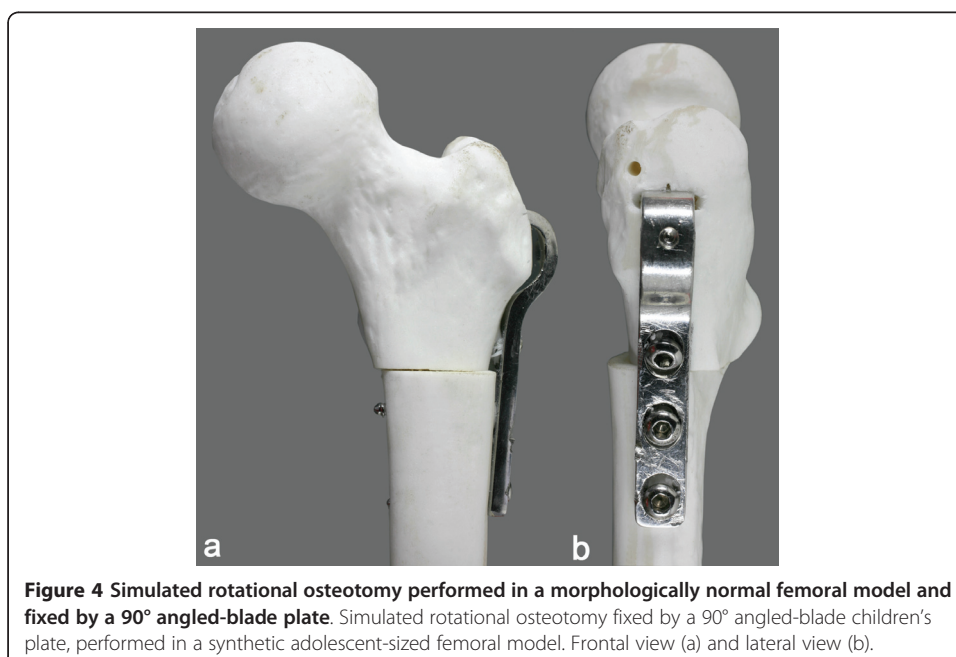 a
b
Figure 4 Simulated rotational osteotomy performed in a morphologically normal femoral model and
fixed by a 90° angled-blade plate. Simulated rotational osteotomy fixed by a 90° angled-blade children's
plate, performed in a synthetic adolescent-sized femoral model. Frontal view (a) and lateral view (b).